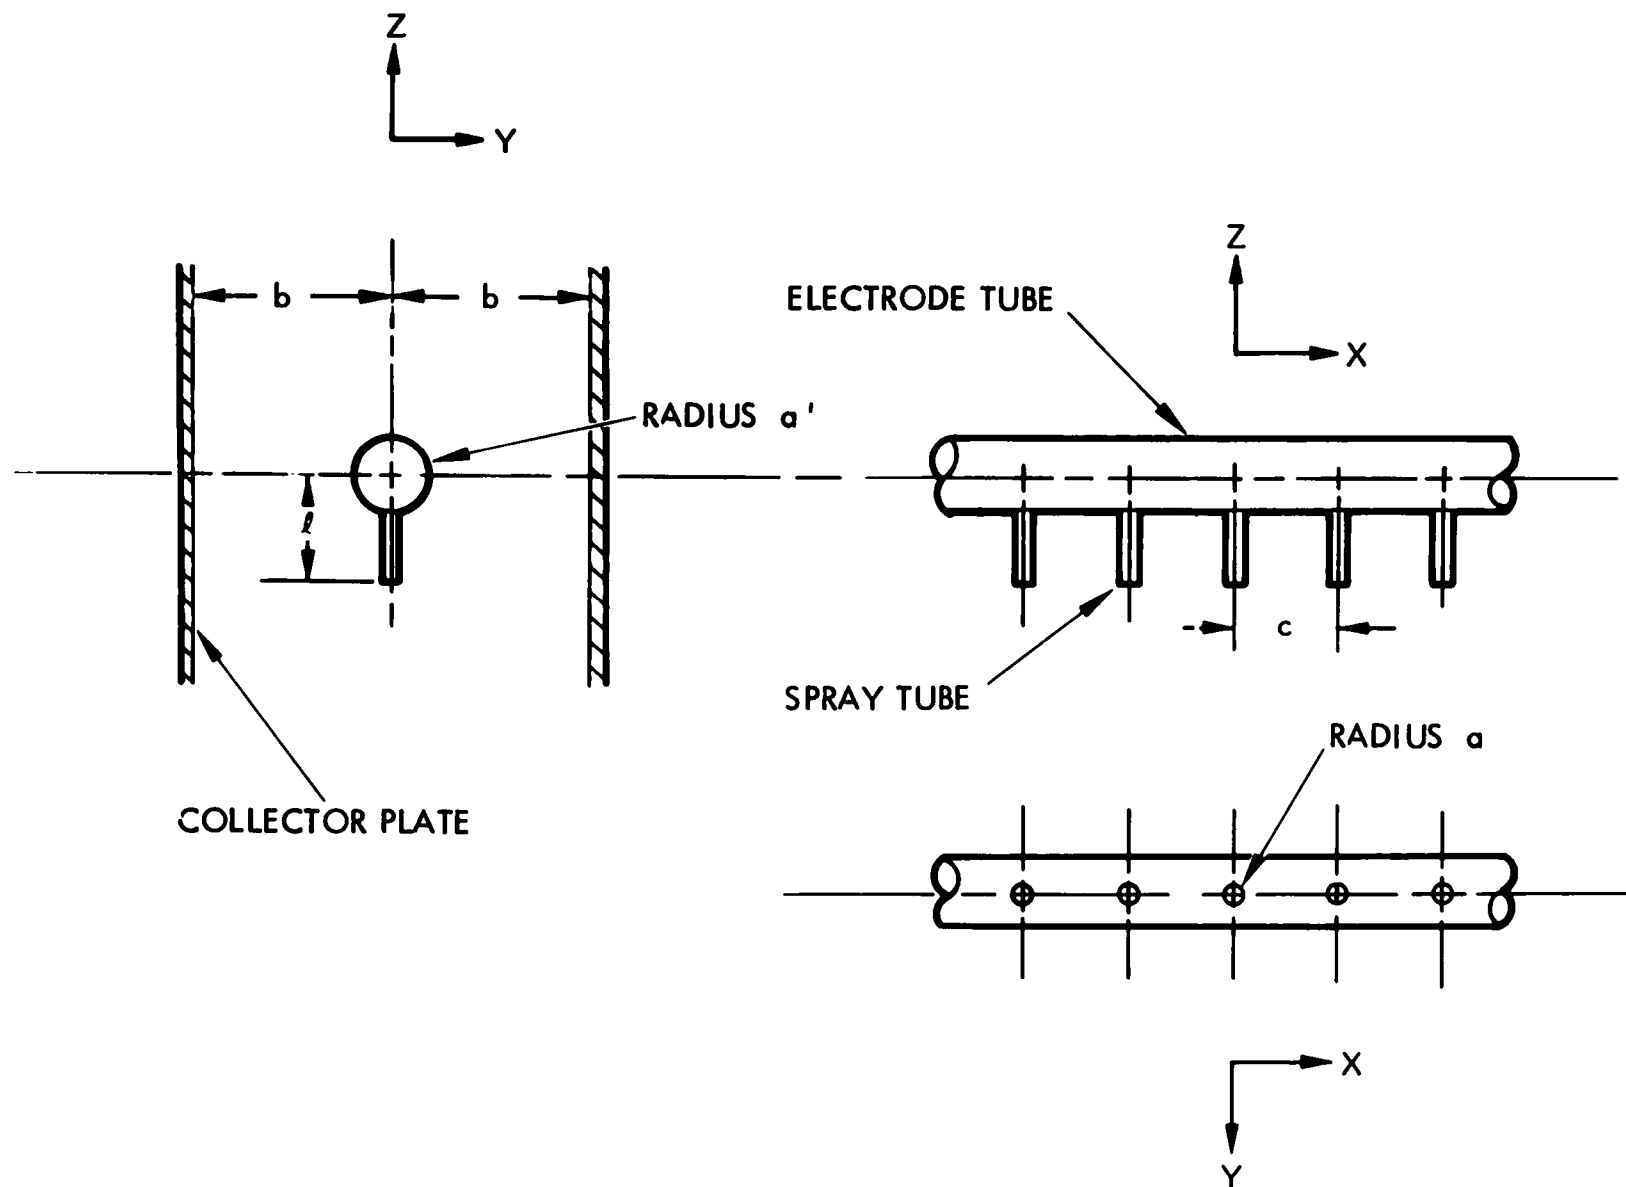 Z
Y
b
b
RADIUS a'
ℓ
COLLECTOR PLATE
Z
X
ELECTRODE TUBE
c
SPRAY TUBE
RADIUS a
X
Y